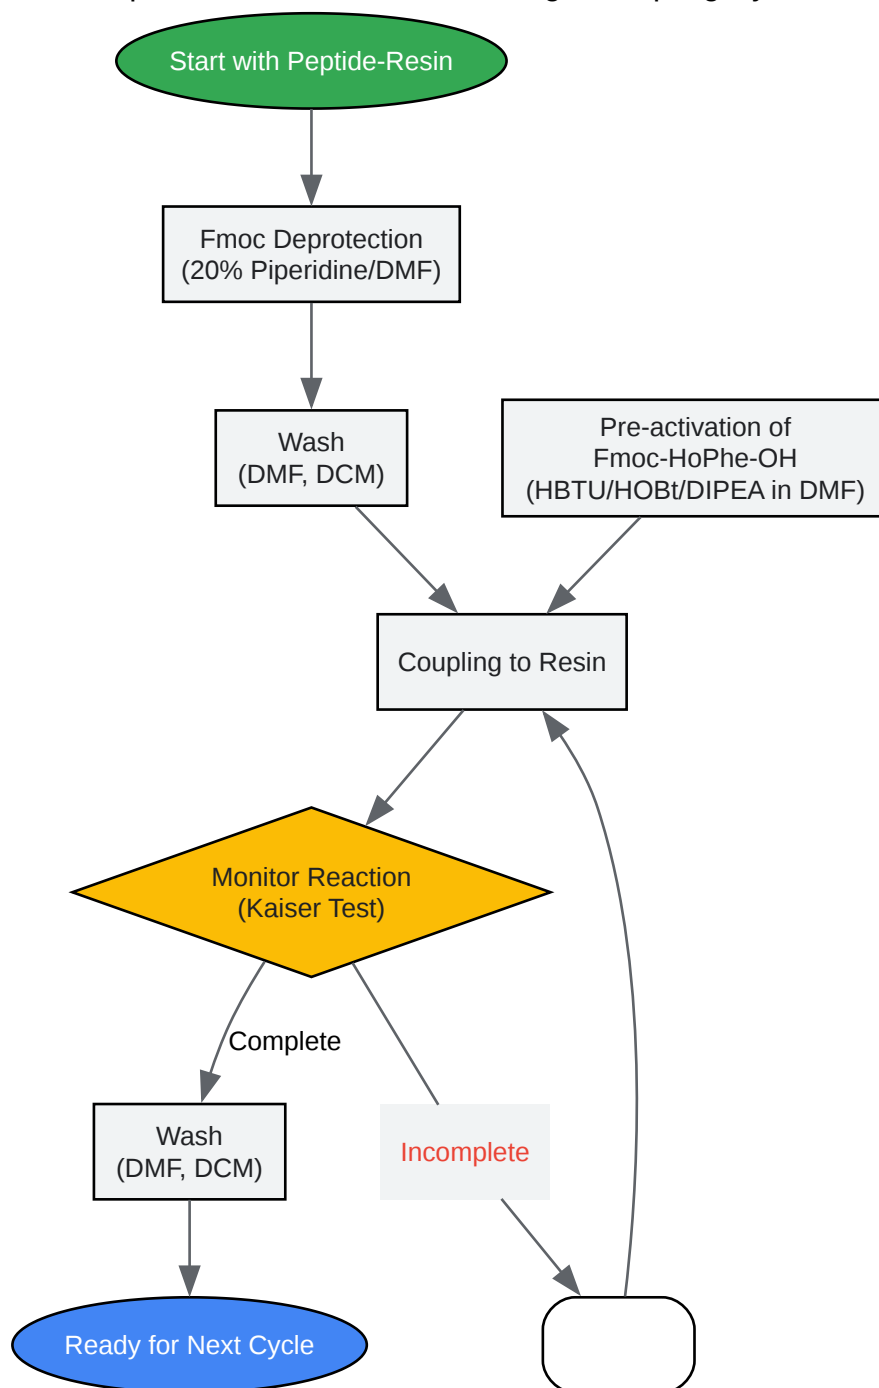 Start with Peptide-Resin
Fmoc Deprotection
(20% Piperidine/DMF)
Wash
(DMF, DCM)
Pre-activation of
Fmoc-HoPhe-OH
(HBTU/HOBt/DIPEA in DMF)
Coupling to Resin
Monitor Reaction
(Kaiser Test)
Complete
Wash
(DMF, DCM)
Incomplete
Ready for Next Cycle